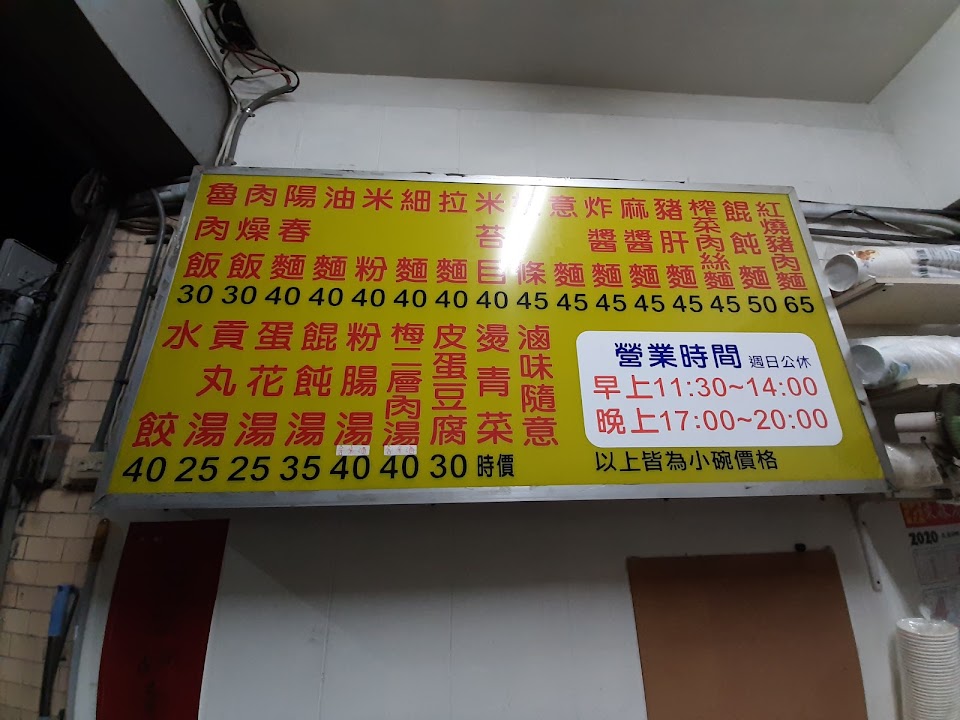 魯肉飯 30
肉燥飯 30
陽春麵 40
油麵 40
米粉 40
細麵 40
拉麵 40
米苔目 40
條 45
意麵 45
炸醬麵 45
麻醬麵 45
豬肝麵 45
榨菜肉絲麵 45
餛飩麵 50
紅燒豬肉麵 65
水餃 40
貢丸湯 25
蛋花湯 25
餛飩湯 35
粉腸湯 40
梅二層肉湯 40
皮蛋豆腐 30
燙青菜 時價
滷味隨意
營業時間 週日公休
早上11:30~14:00
晚上17:00~20:00
以上皆為小碗價格
2020